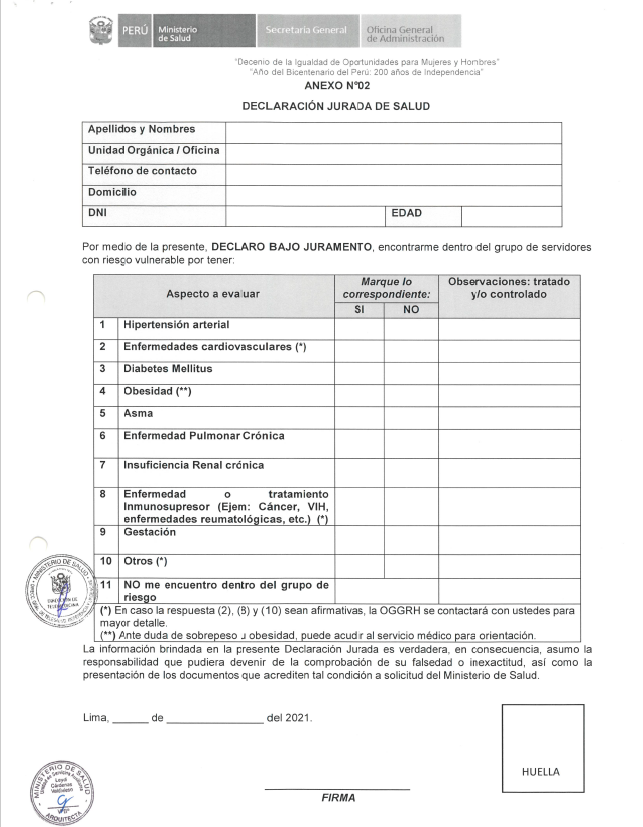 PERÚ Ministerio de Salud Secretaría General Oficina General de Administración
"Decenio de la Igualdad de Oportunidades para Mujeres y Hombres"
"Año del Bicentenario del Perú: 200 años de Independencia"
ANEXO N°02
DECLARACIÓN JURADA DE SALUD
Apellidos y Nombres
Unidad Orgánica / Oficina
Teléfono de contacto
Domicilio
DNI EDAD
Por medio de la presente, DECLARO BAJO JURAMENTO, encontrarme dentro del grupo de servidores
con riesgo vulnerable por tener:
Aspecto a evaluar Marque lo correspondiente: Observaciones: tratado y/o controlado
SI NO
1 Hipertensión arterial
2 Enfermedades cardiovasculares (*)
3 Diabetes Mellitus
4 Obesidad (**)
5 Asma
6 Enfermedad Pulmonar Crónica
7 Insuficiencia Renal crónica
8 Enfermedad o tratamiento
Inmunosupresor (Ejem: Cáncer, VIH,
enfermedades reumatológicas, etc.) (*)
9 Gestación
10 Otros (*)
11 NO me encuentro dentro del grupo de
riesgo
(*) En caso la respuesta (2), (8) y (10) sean afirmativas, la OGGRH se contactará con ustedes para
mayor detalle.
(**) Ante duda de sobrepeso u obesidad, puede acudir al servicio médico para orientación.
La información brindada en la presente Declaración Jurada es verdadera, en consecuencia, asumo la
responsabilidad que pudiera devenir de la comprobación de su falsedad o inexactitud, así como la
presentación de los documentos que acrediten tal condición a solicitud del Ministerio de Salud.
Lima, ______ de ________________ del 2021.
HUELLA
FIRMA
MINISTERIO DE SALUD
MINISTERIO DE SALUD
Cárdenas
ARQUITECTA